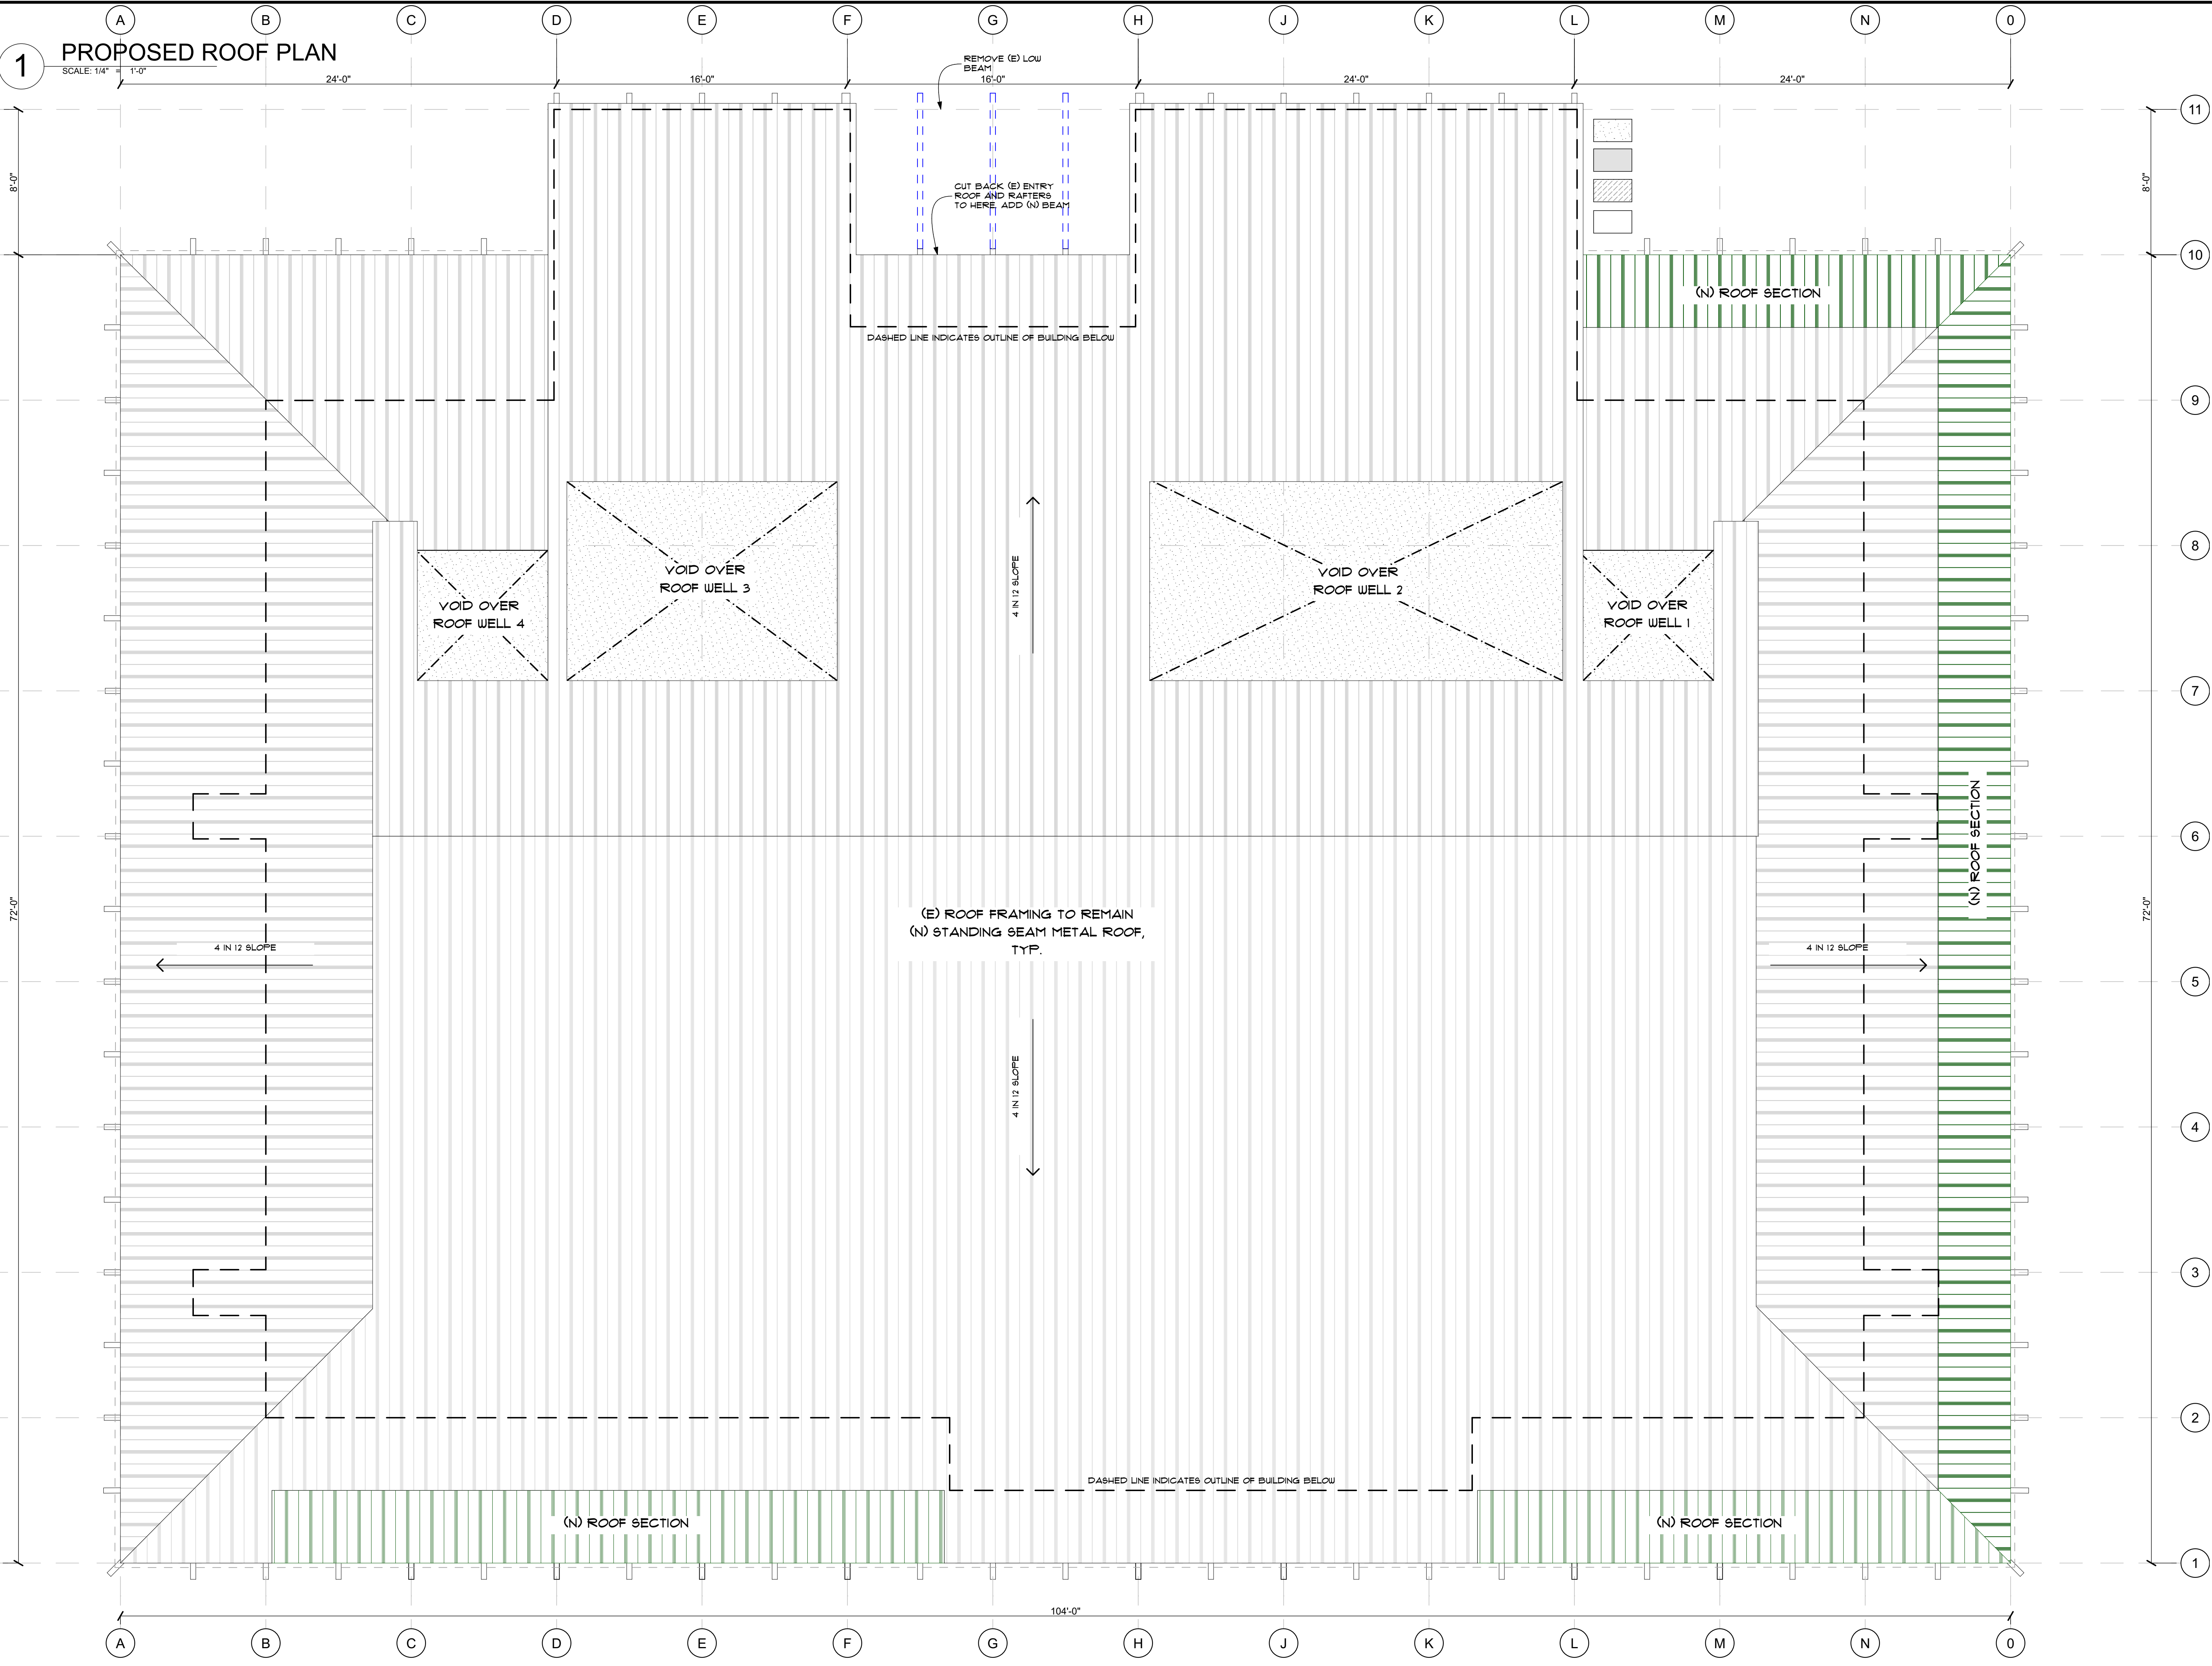 A B C D E F G H J K L M N 0
1 PROPOSED ROOF PLAN
SCALE: 1/4" = 1'-0"
24'-0" 16'-0" 16'-0" 24'-0" 24'-0"
REMOVE (E) LOW
BEAM
11
8'-0"
8'-0"
CUT BACK (E) ENTRY
ROOF AND RAFTERS
TO HERE, ADD (N) BEAM
10
(N) ROOF SECTION
DASHED LINE INDICATES OUTLINE OF BUILDING BELOW
9
8
4 IN 12 SLOPE
VOID OVER
ROOF WELL 4
VOID OVER
ROOF WELL 3
VOID OVER
ROOF WELL 2
VOID OVER
ROOF WELL 1
7
(N) ROOF SECTION
6
72'-0"
72'-0"
(E) ROOF FRAMING TO REMAIN
(N) STANDING SEAM METAL ROOF,
TYP.
4 IN 12 SLOPE
4 IN 12 SLOPE
5
4 IN 12 SLOPE
4
3
2
DASHED LINE INDICATES OUTLINE OF BUILDING BELOW
(N) ROOF SECTION
(N) ROOF SECTION
1
104'-0"
A B C D E F G H J K L M N 0